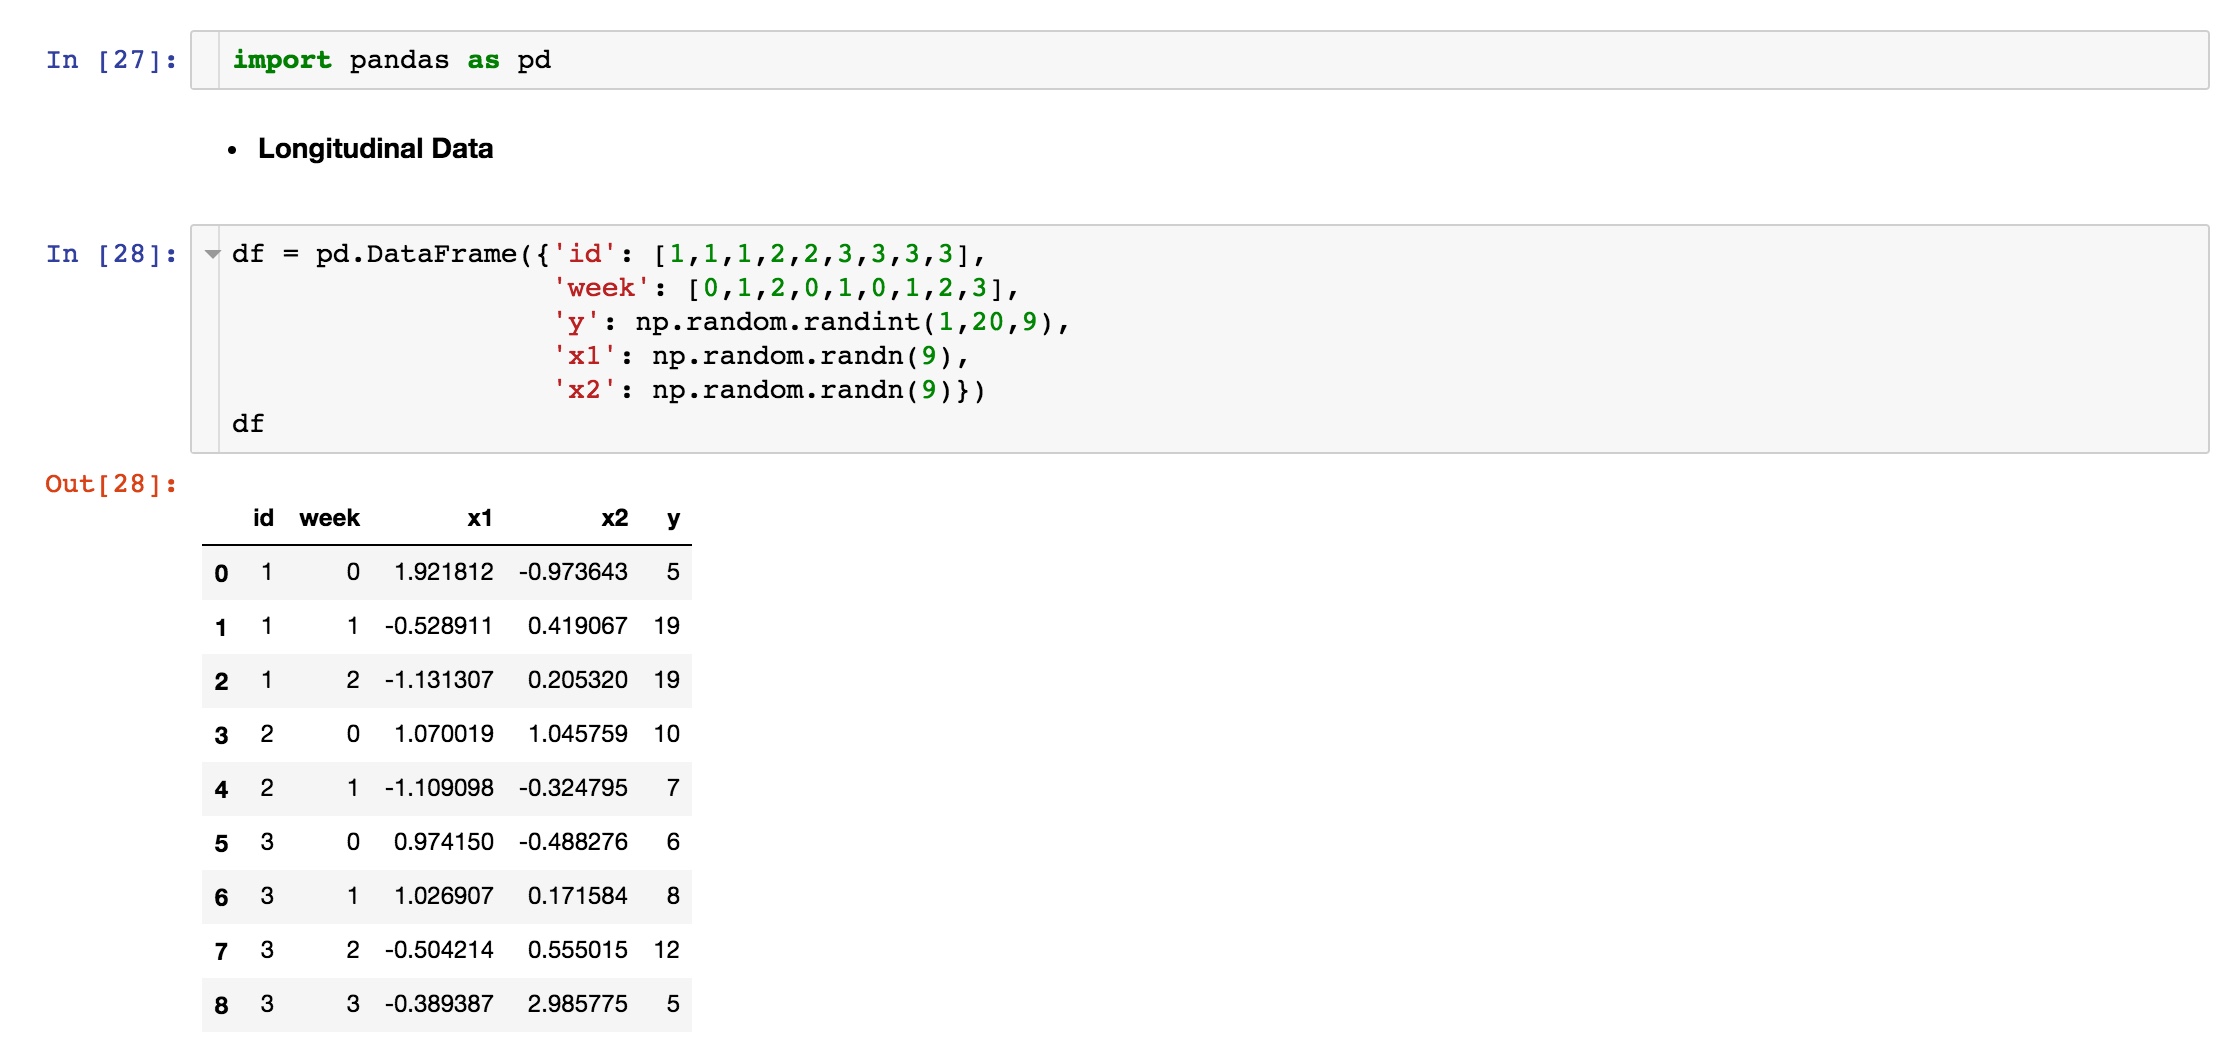 In [27]: import pandas as pd
• Longitudinal Data
In [28]: df = pd.DataFrame({'id': [1,1,1,2,2,3,3,3,3],
'week': [0,1,2,0,1,0,1,2,3],
'y': np.random.randint(1,20,9),
'x1': np.random.randn(9),
'x2': np.random.randn(9)})
df
Out[28]:
id week x1 x2 y
0 1 0 1.921812 -0.973643 5
1 1 1 -0.528911 0.419067 19
2 1 2 -1.131307 0.205320 19
3 2 0 1.070019 1.045759 10
4 2 1 -1.109098 -0.324795 7
5 3 0 0.974150 -0.488276 6
6 3 1 1.026907 0.171584 8
7 3 2 -0.504214 0.555015 12
8 3 3 -0.389387 2.985775 5